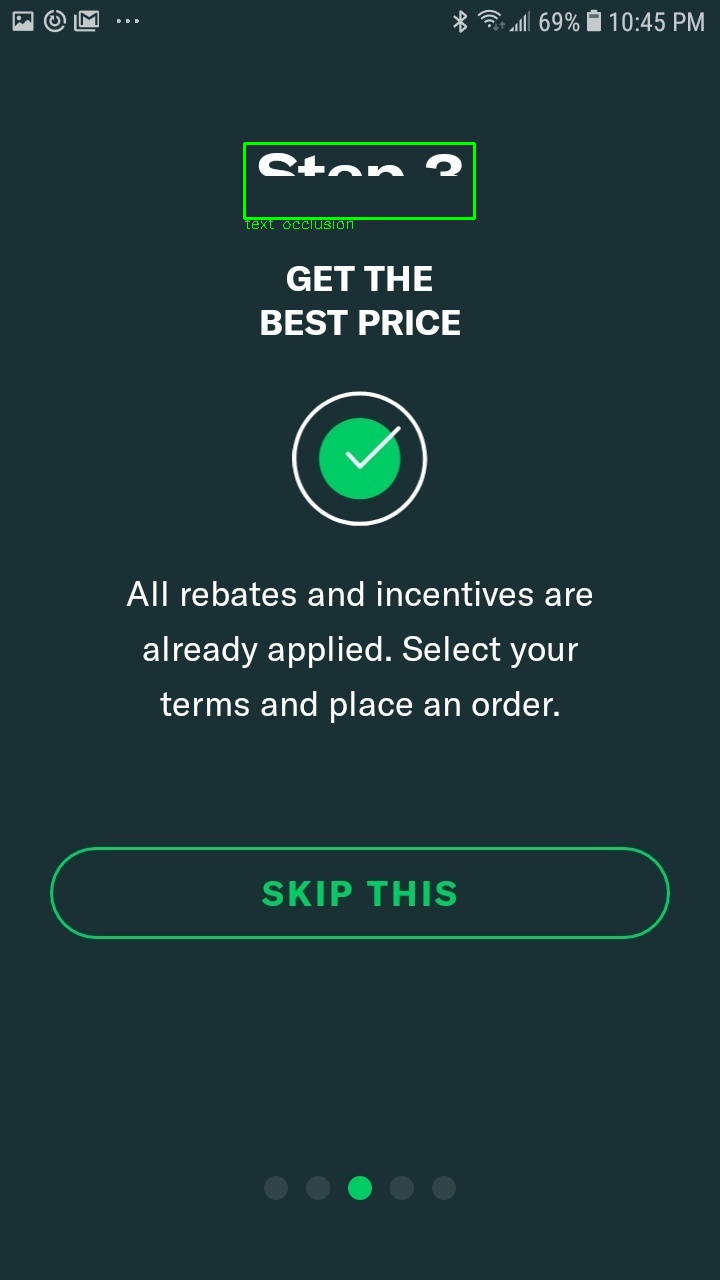 69% 10:45 PM
Step 3
text occlusion
GET THE
BEST PRICE
All rebates and incentives are
already applied. Select your
terms and place an order.
SKIP THIS